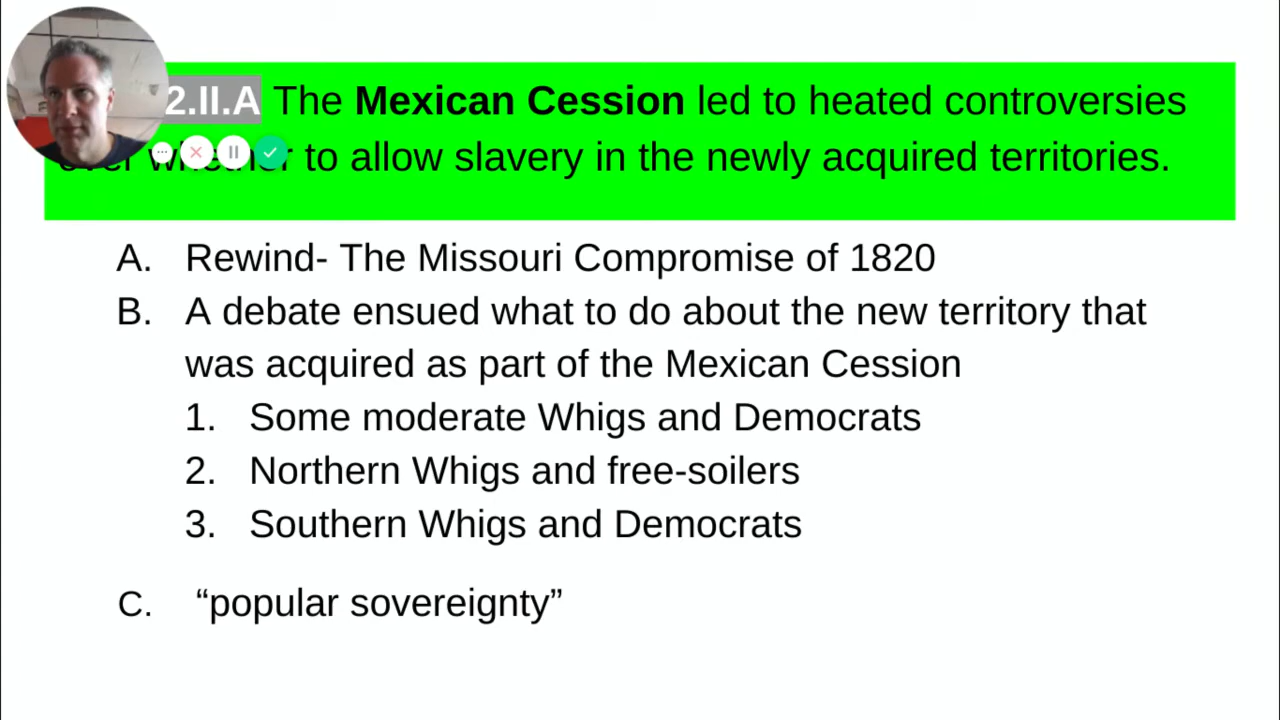 2.II.A The Mexican Cession led to heated controversies
over whether to allow slavery in the newly acquired territories.
A. Rewind- The Missouri Compromise of 1820
B. A debate ensued what to do about the new territory that
was acquired as part of the Mexican Cession
1. Some moderate Whigs and Democrats
2. Northern Whigs and free-soilers
3. Southern Whigs and Democrats
C. “popular sovereignty”